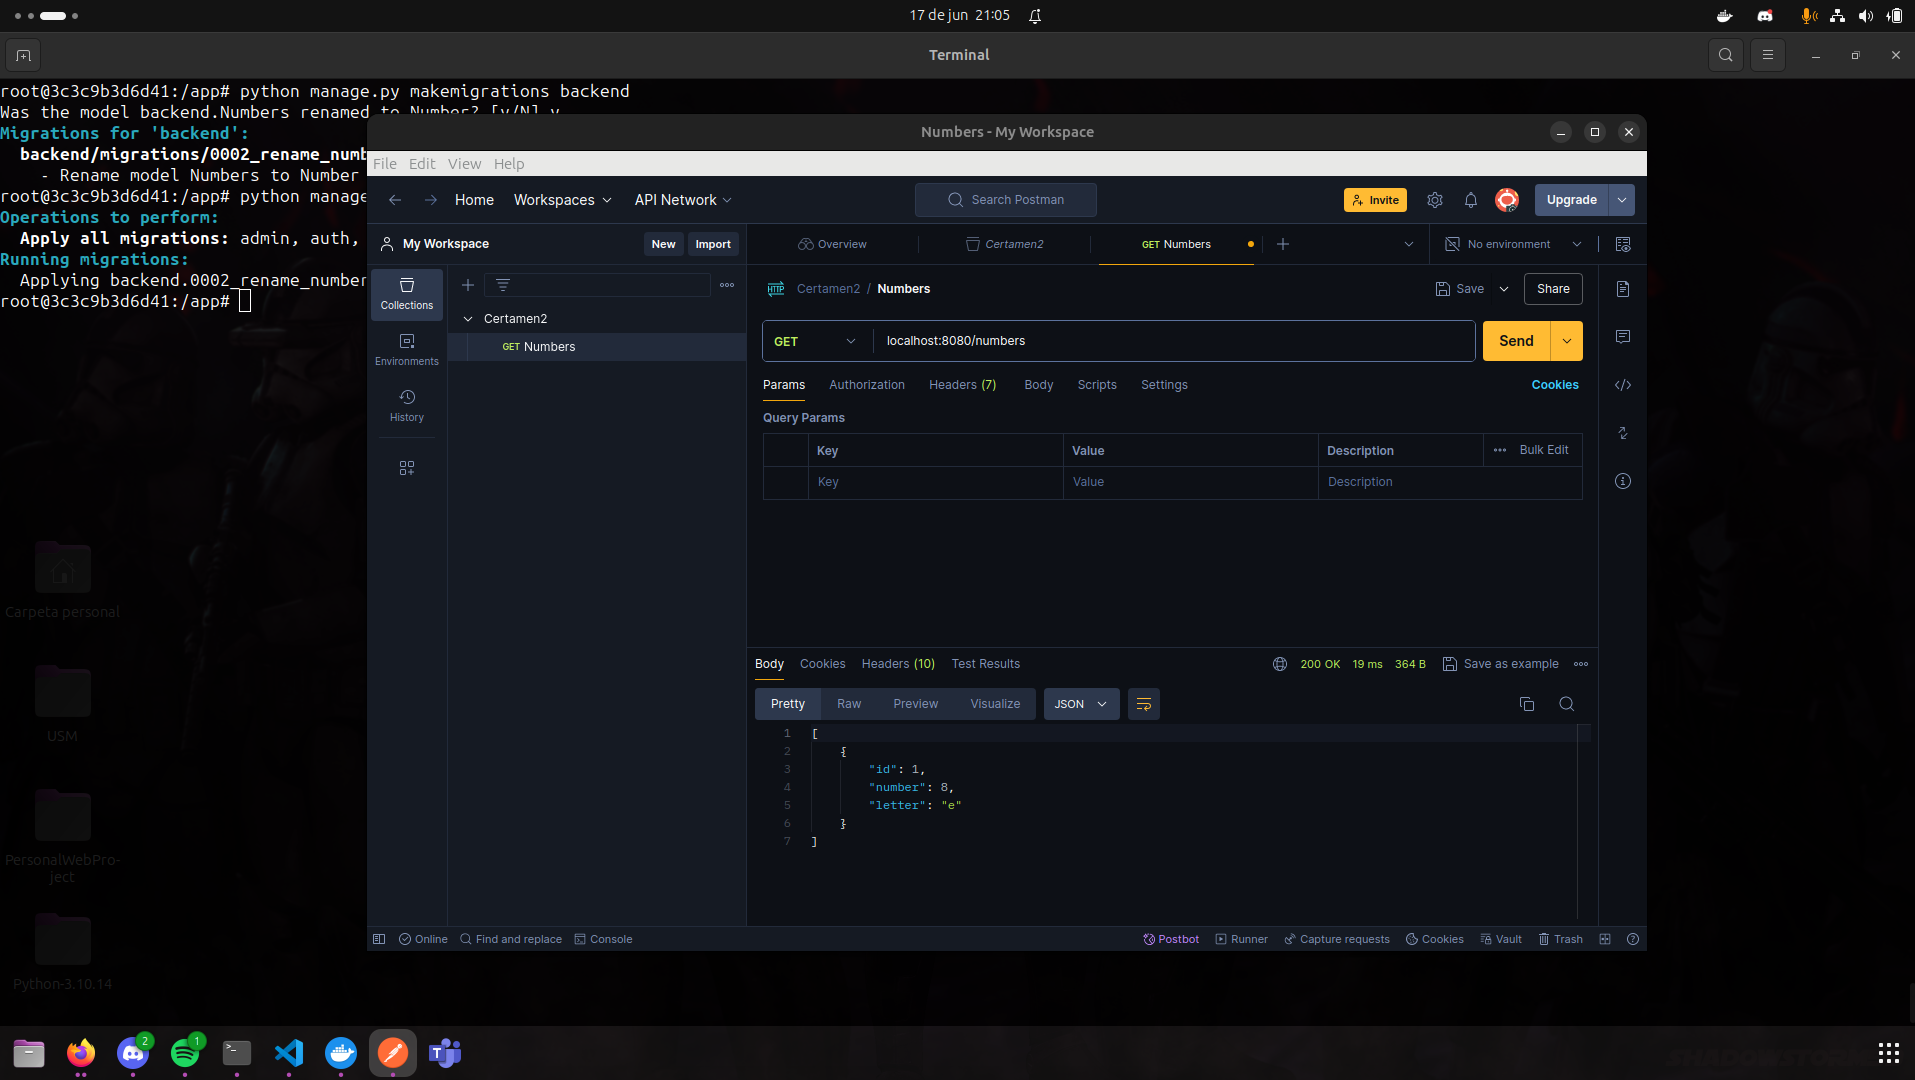 17 de jun 21:05
Terminal
root@3c3c9b3d6d41:/app# python manage.py makemigrations backend
Was the model backend.Numbers renamed to Number? [y/N] y
Migrations for 'backend':
backend/migrations/0002_rename_numb
- Rename model Numbers to Number
root@3c3c9b3d6d41:/app# python manage
Operations to perform:
Apply all migrations: admin, auth,
Running migrations:
Applying backend.0002_rename_number
root@3c3c9b3d6d41:/app#
Numbers - My Workspace
File Edit View Help
Home Workspaces API Network Search Postman Invite Upgrade
My Workspace New Import Overview Certamen2 GET Numbers No environment
Collections
Environments
History
Certamen2
GET Numbers
HTTP Certamen2 / Numbers Save Share
GET localhost:8080/numbers Send
Params Authorization Headers (7) Body Scripts Settings Cookies
Query Params
Key Value Description Bulk Edit
Key Value Description
Body Cookies Headers (10) Test Results 200 OK 19 ms 364 B Save as example
Pretty Raw Preview Visualize JSON
1 [
2 {
3 "id": 1,
4 "number": 8,
5 "letter": "e"
6 }
7 ]
Online Find and replace Console Postbot Runner Capture requests Cookies Vault Trash
Carpeta personal
USM
PersonalWebPro-
ject
Python-3.10.14
2
1